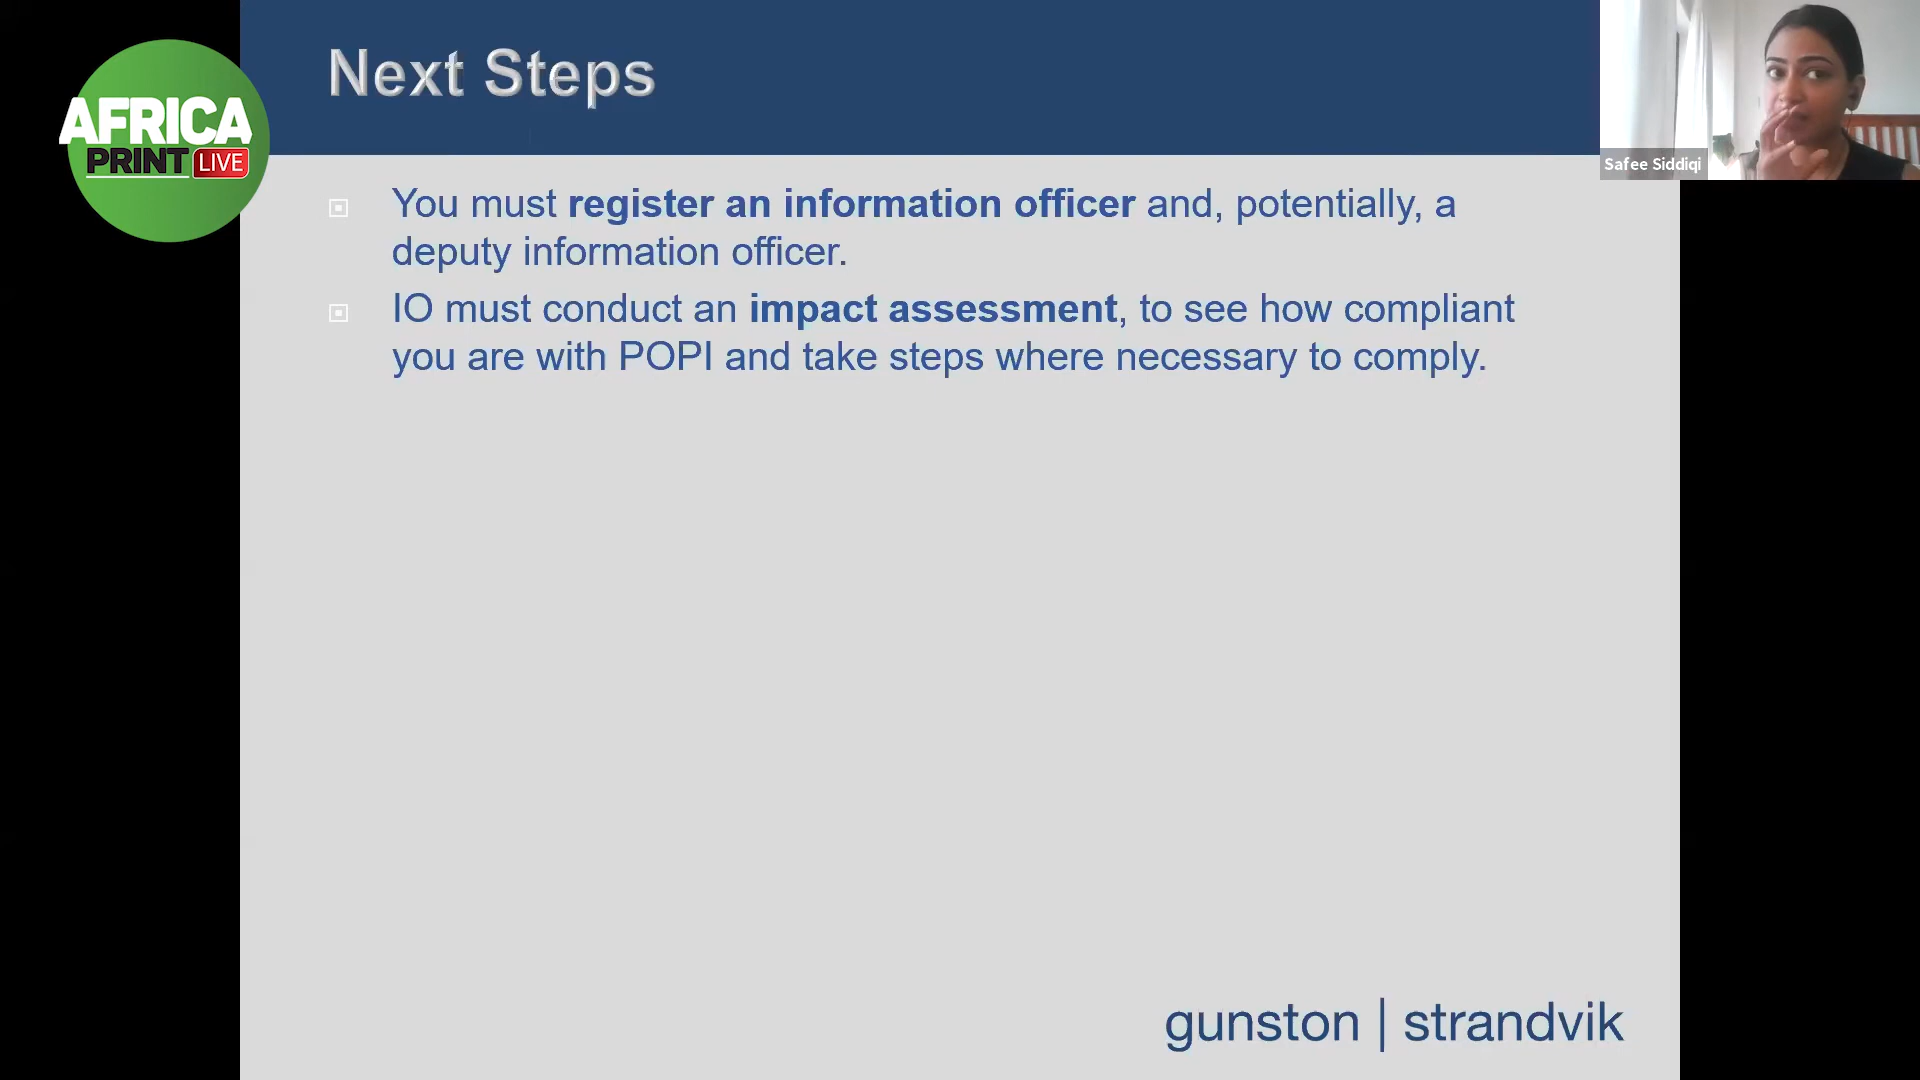 Next Steps
AFRICA
PRINT LIVE
Safee Siddiqi
You must register an information officer and, potentially, a
deputy information officer.
IO must conduct an impact assessment, to see how compliant
you are with POPI and take steps where necessary to comply.
gunston | strandvik